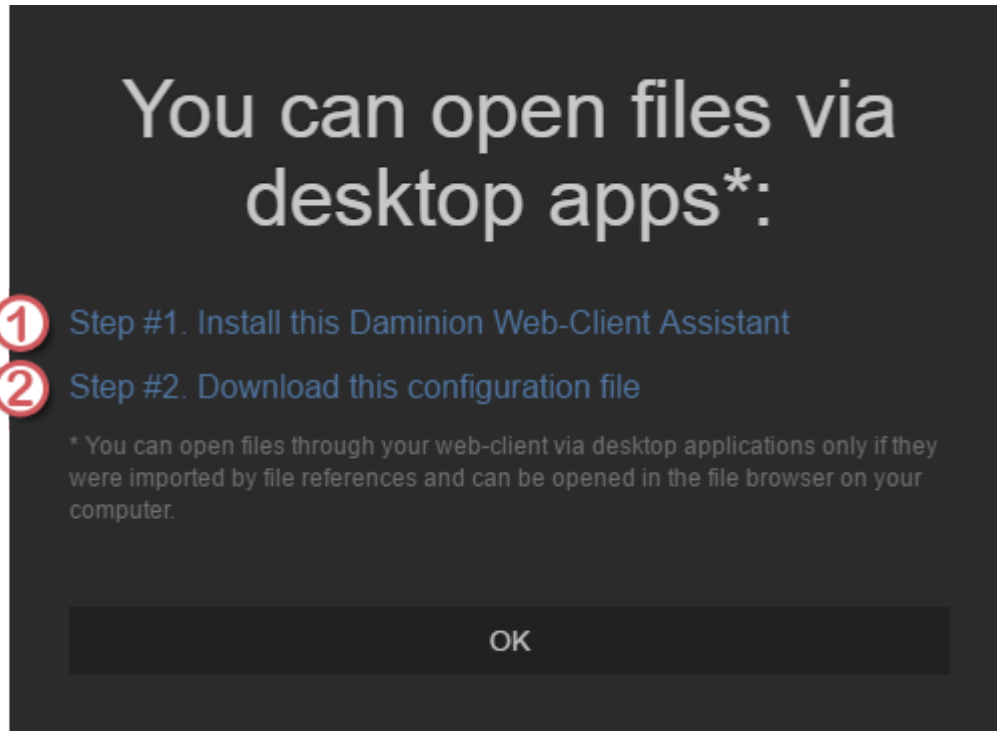 You can open files via
desktop apps*:
1 Step #1. Install this Daminion Web-Client Assistant
2 Step #2. Download this configuration file
* You can open files through your web-client via desktop applications only if they
were imported by file references and can be opened in the file browser on your
computer.
OK